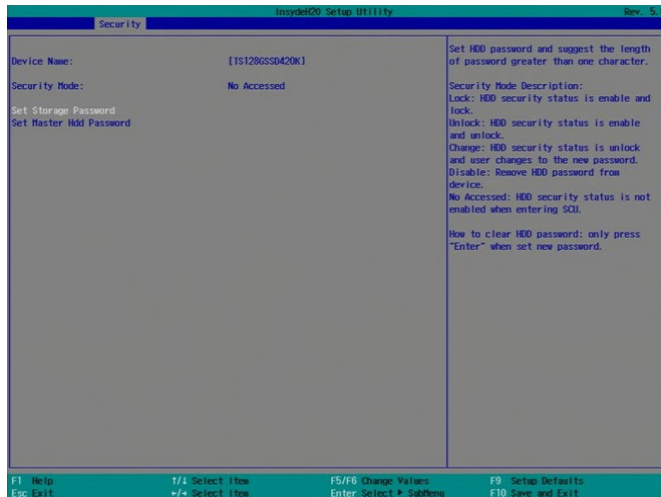 InsydeH20 Setup Utility Rev. 5.
Security
Device Name: [TS128GSSD420K]
Security Mode: No Accessed
Set Storage Password
Set Master Hdd Password
Set HDD password and suggest the length
of password greater than one character.
Security Mode Description:
Lock: HDD security status is enable and
lock.
Unlock: HDD security status is enable
and unlock.
Change: HDD security status is unlock
and user changes to the new password.
Disable: Remove HDD password from
device.
No Accessed: HDD security status is not
enabled when entering SCU.
How to clear HDD password: only press
"Enter" when set new password.
F1 Help ↑/↓ Select Item F5/F6 Change Values F9 Setup Defaults
Esc Exit ←/→ Select Item Enter Select ▶ SubMenu F10 Save and Exit